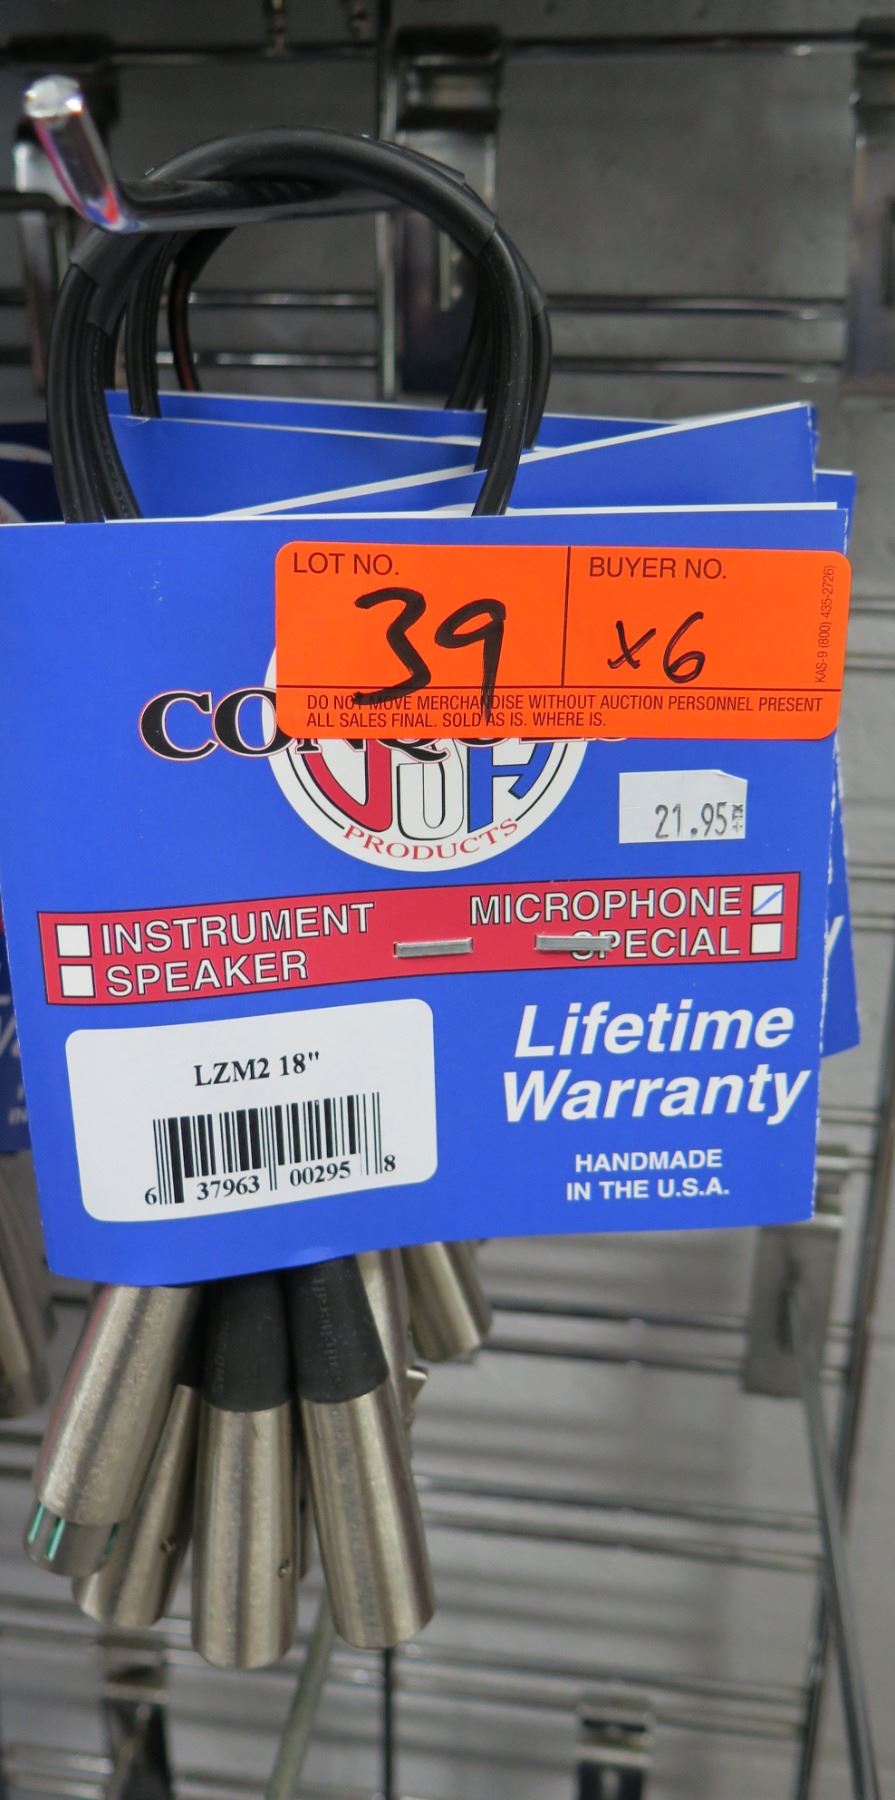 LOT NO.
39
BUYER NO.
x6
KAS-9 (800) 435-2726)
DO NOT MOVE MERCHANDISE WITHOUT AUCTION PERSONNEL PRESENT
ALL SALES FINAL. SOLD AS IS. WHERE IS.
USA
PRODUCTS
21.95
INSTRUMENT
SPEAKER
MICROPHONE
SPECIAL
LZM2 18"
6 37963 00295 8
Lifetime
Warranty
HANDMADE
IN THE U.S.A.